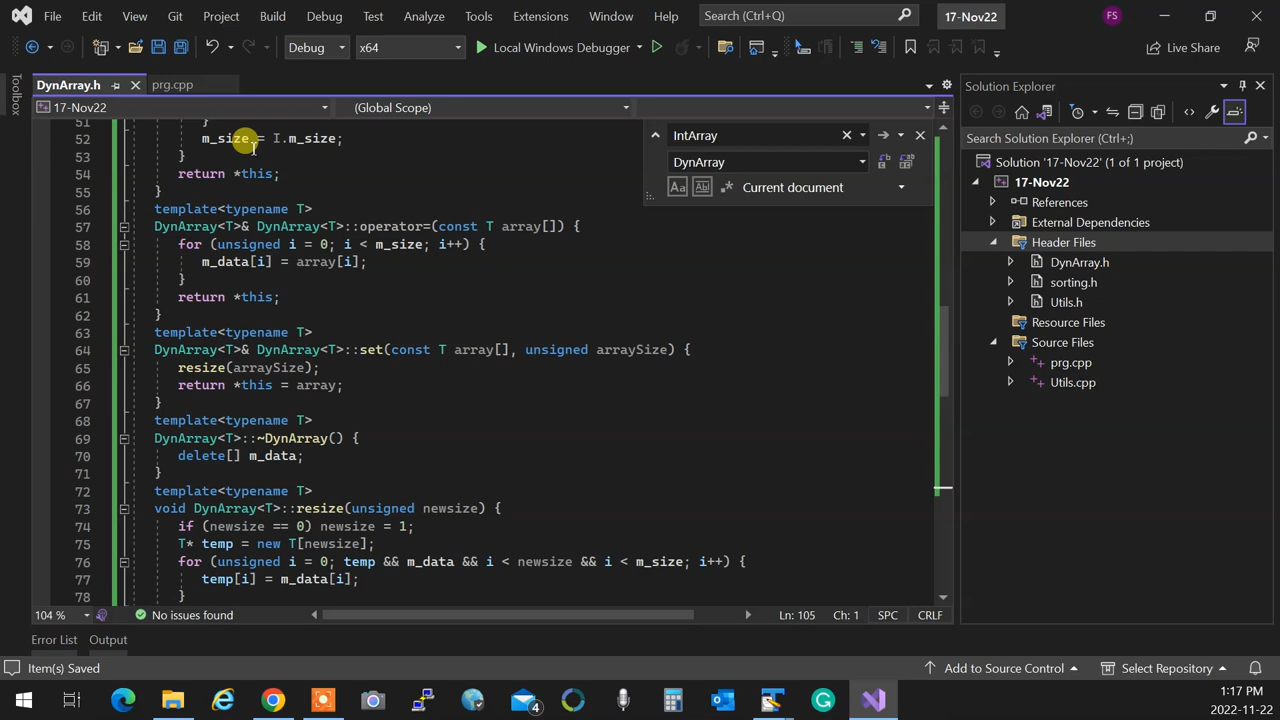 File Edit View Git Project Build Debug Test Analyze Tools Extensions Window Help Search (Ctrl+Q) 17-Nov22 FS
Debug x64 Local Windows Debugger Live Share
Toolbox
DynArray.h prg.cpp
17-Nov22 (Global Scope)
IntArray
DynArray
Aa Ab Current document
51 }
52 m_size = I.m_size;
53 }
54 return *this;
55 }
56 template<typename T>
57 DynArray<T>& DynArray<T>::operator=(const T array[]) {
58 for (unsigned i = 0; i < m_size; i++) {
59 m_data[i] = array[i];
60 }
61 return *this;
62 }
63 template<typename T>
64 DynArray<T>& DynArray<T>::set(const T array[], unsigned arraySize) {
65 resize(arraySize);
66 return *this = array;
67 }
68 template<typename T>
69 DynArray<T>::~DynArray() {
70 delete[] m_data;
71 }
72 template<typename T>
73 void DynArray<T>::resize(unsigned newsize) {
74 if (newsize == 0) newsize = 1;
75 T* temp = new T[newsize];
76 for (unsigned i = 0; temp && m_data && i < newsize && i < m_size; i++) {
77 temp[i] = m_data[i];
78 }
104 % No issues found Ln: 105 Ch: 1 SPC CRLF
Solution Explorer
Search Solution Explorer (Ctrl+;)
Solution '17-Nov22' (1 of 1 project)
17-Nov22
References
External Dependencies
Header Files
DynArray.h
sorting.h
Utils.h
Resource Files
Source Files
prg.cpp
Utils.cpp
Error List Output
Item(s) Saved Add to Source Control Select Repository
4
1:17 PM
2022-11-22